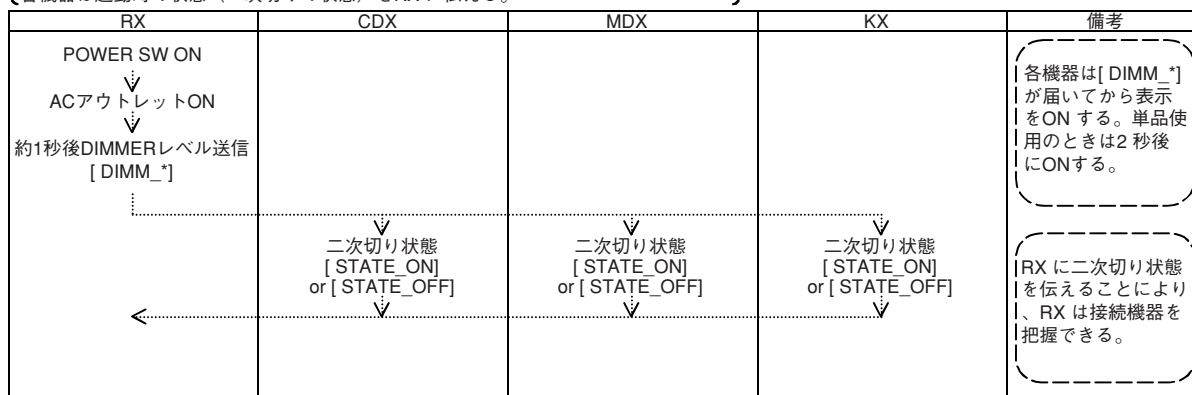 RX CDX MDX KX 備考
POWER SW ON
ACアウトレットON
約1秒後DIMMERレベル送信
[ DIMM_*]
各機器は[ DIMM_*]
が届いてから表示
をON する。単品使
用のときは2 秒後
にONする。
二次切り状態
[ STATE_ON]
or [ STATE_OFF]
二次切り状態
[ STATE_ON]
or [ STATE_OFF]
二次切り状態
[ STATE_ON]
or [ STATE_OFF]
RX に二次切り状態
を伝えることにより
、RX は接続機器を
把握できる。